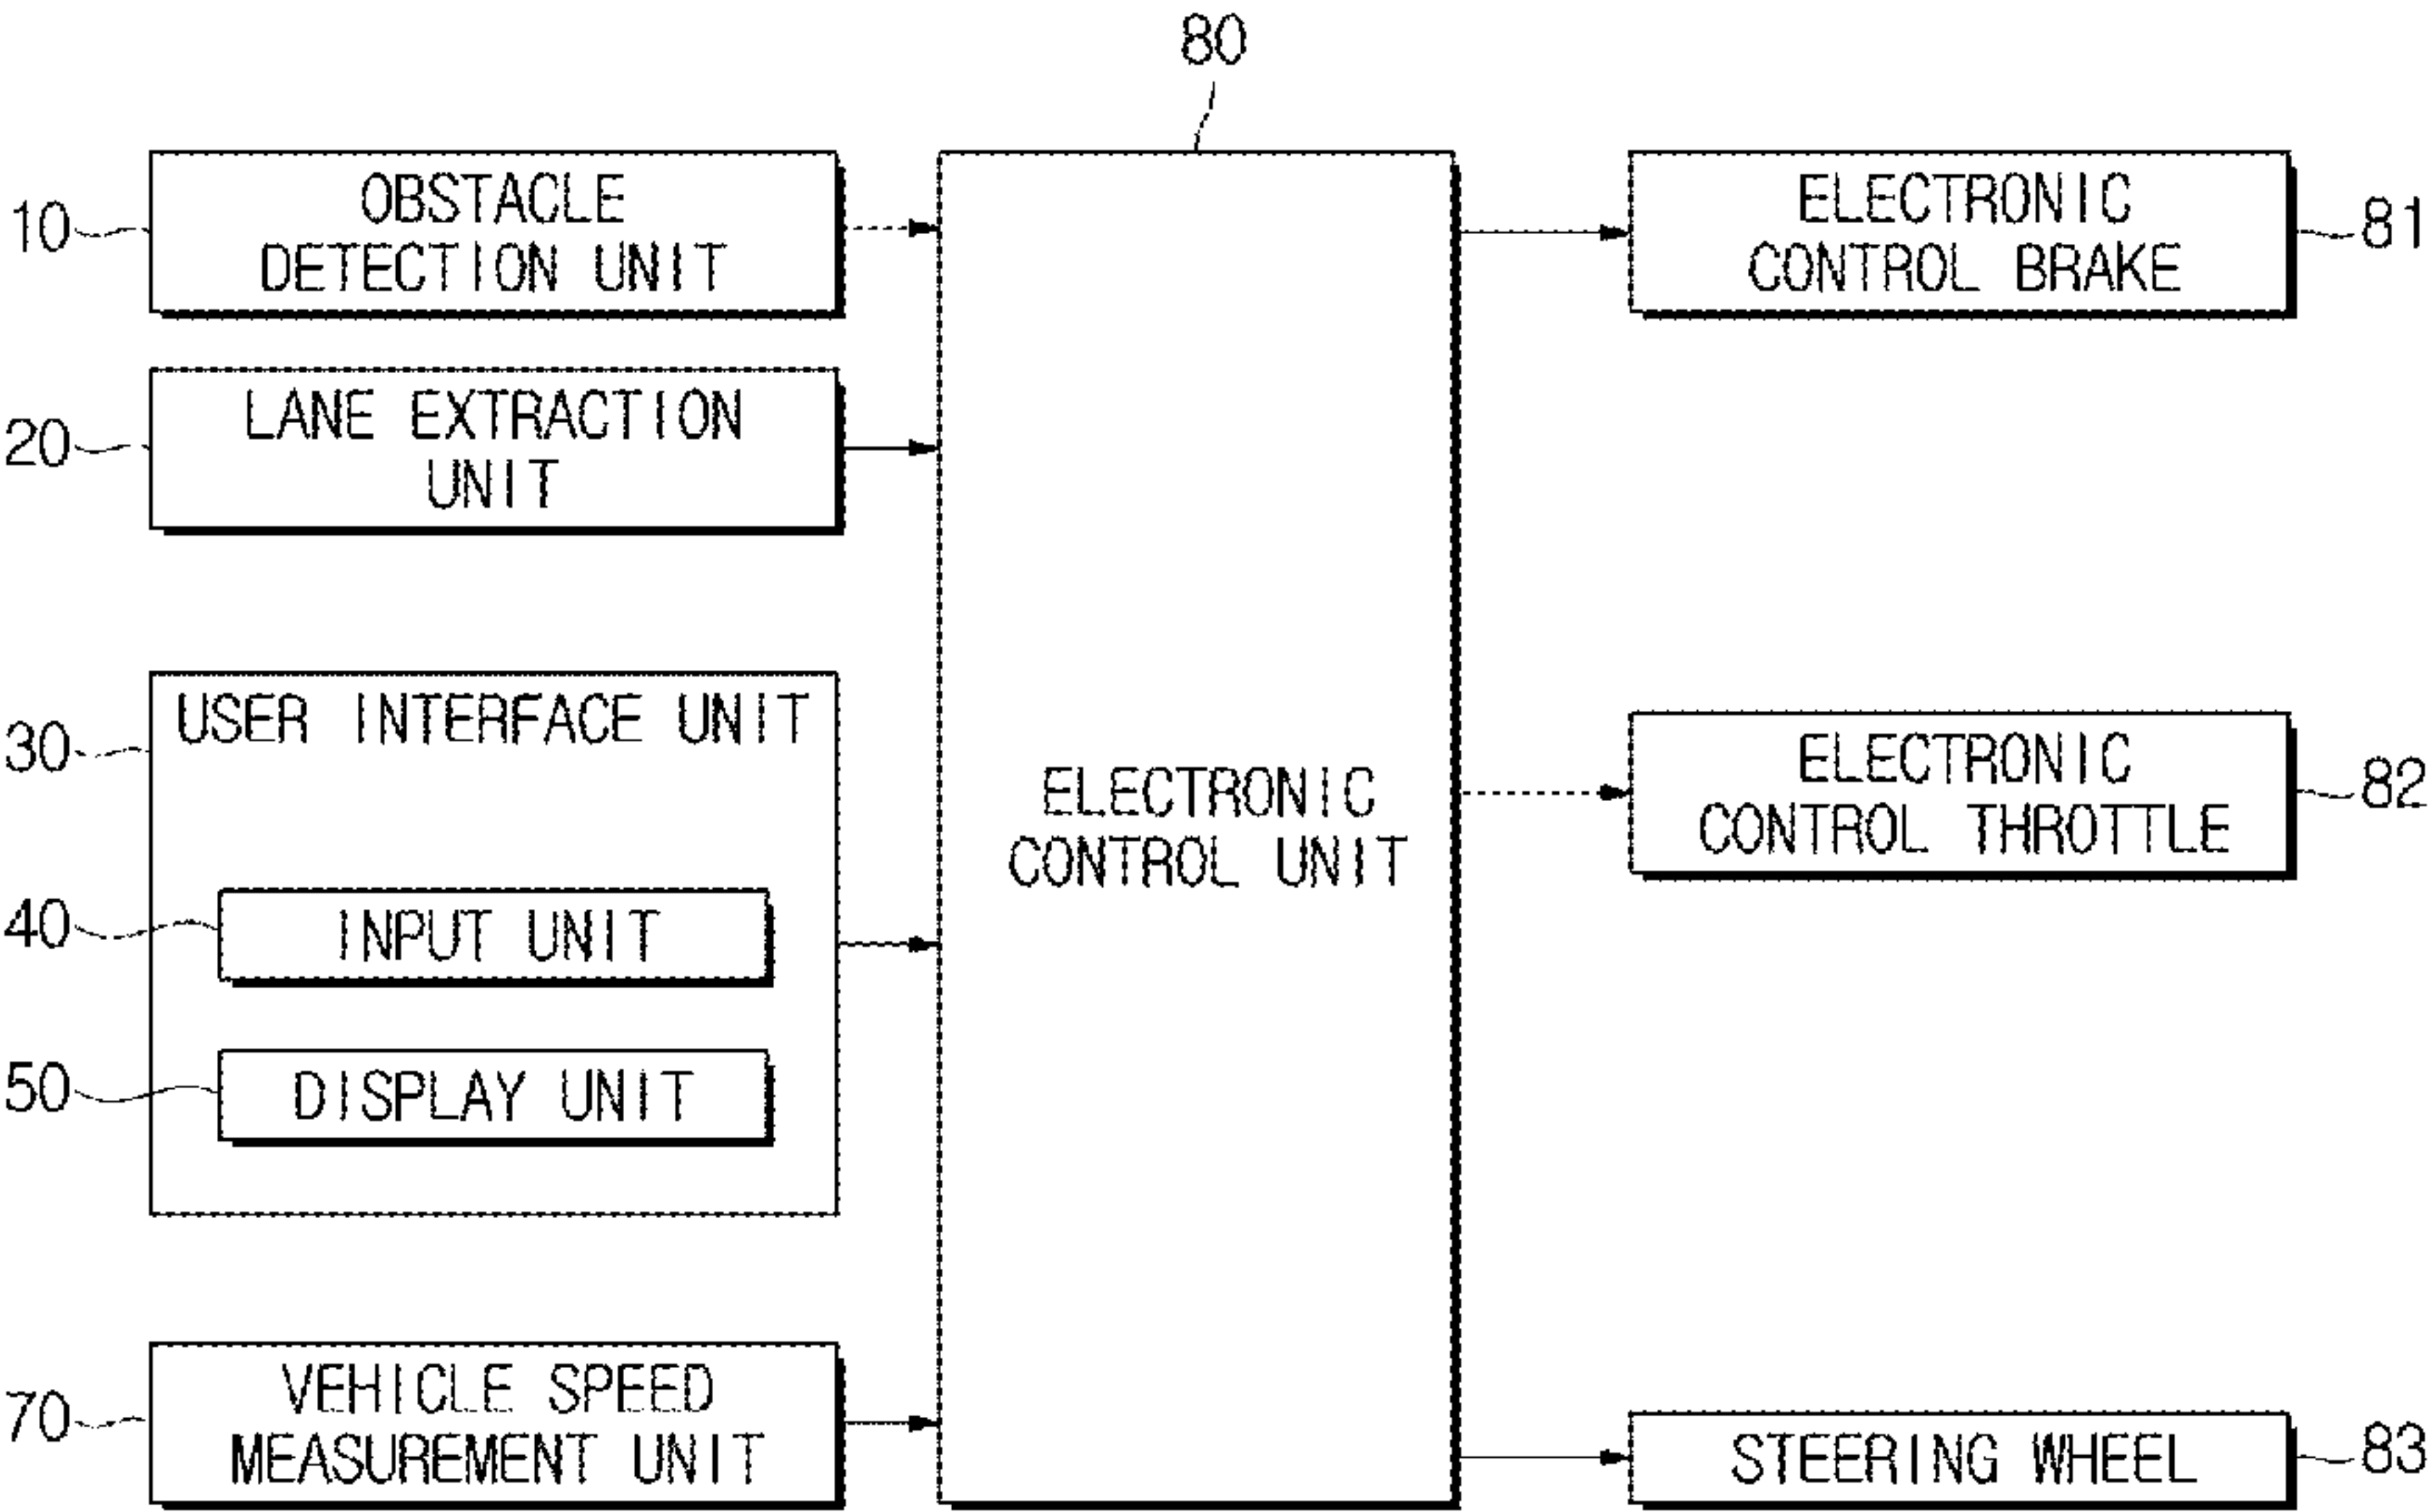 80
10
OBSTACLE
DETECTION UNIT
20
LANE EXTRACTION
UNIT
30
USER INTERFACE UNIT
40
INPUT UNIT
50
DISPLAY UNIT
70
VEHICLE SPEED
MEASUREMENT UNIT
ELECTRONIC
CONTROL UNIT
ELECTRONIC
CONTROL BRAKE
81
ELECTRONIC
CONTROL THROTTLE
82
STEERING WHEEL
83